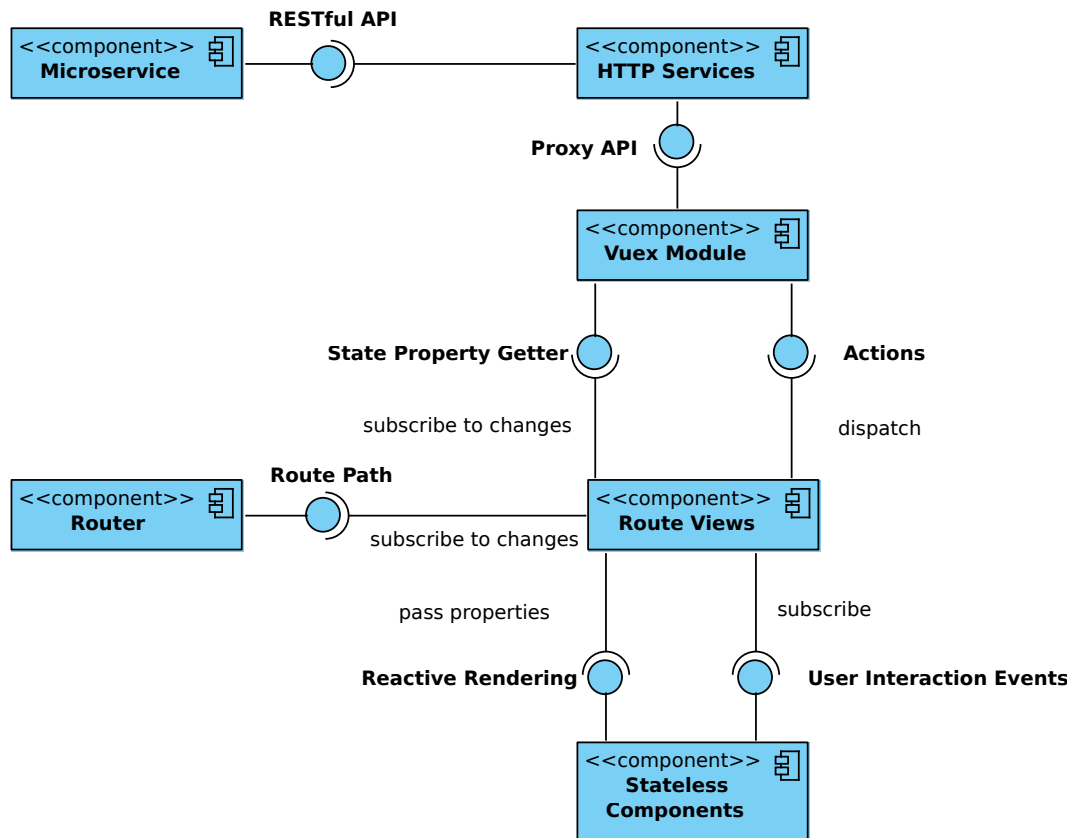 RESTful API
<<component>>
Microservice
<<component>>
HTTP Services
Proxy API
<<component>>
Vuex Module
State Property Getter
Actions
subscribe to changes
dispatch
Route Path
<<component>>
Router
<<component>>
Route Views
subscribe to changes
pass properties
subscribe
Reactive Rendering
User Interaction Events
<<component>>
Stateless
Components